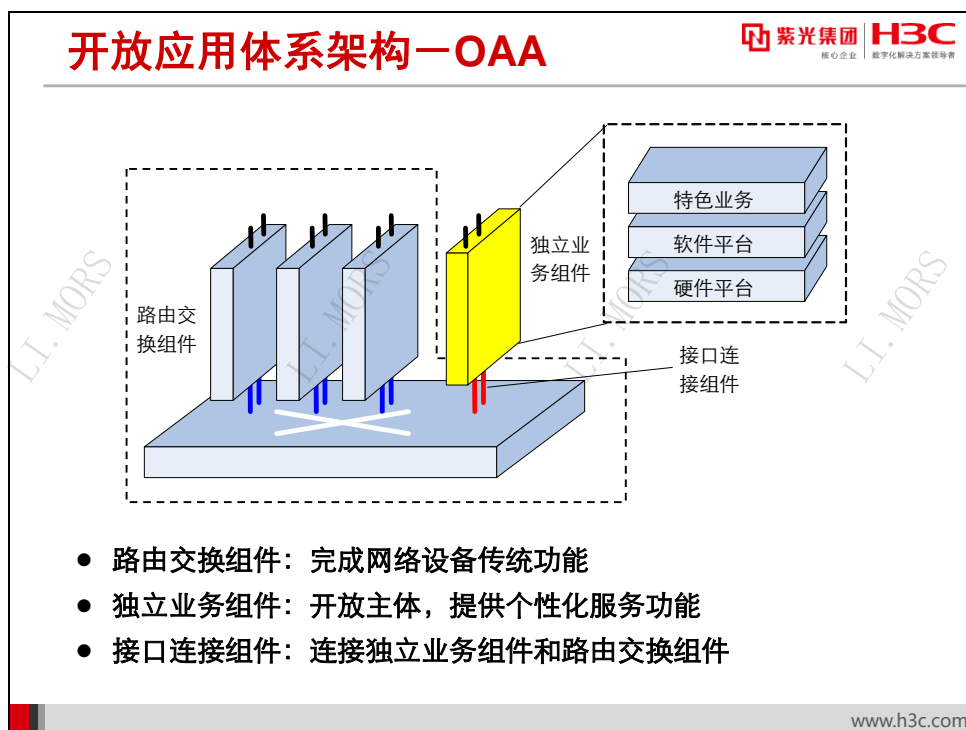 开放应用体系架构－OAA
紫光集团
核心企业
H3C
数字化解决方案领导者
特色业务
软件平台
硬件平台
独立业
务组件
路由交
换组件
接口连
接组件
LI. MORS
LI. MORS
LI. MORS
LI. MORS
● 路由交换组件：完成网络设备传统功能
● 独立业务组件：开放主体，提供个性化服务功能
● 接口连接组件：连接独立业务组件和路由交换组件
www.h3c.com